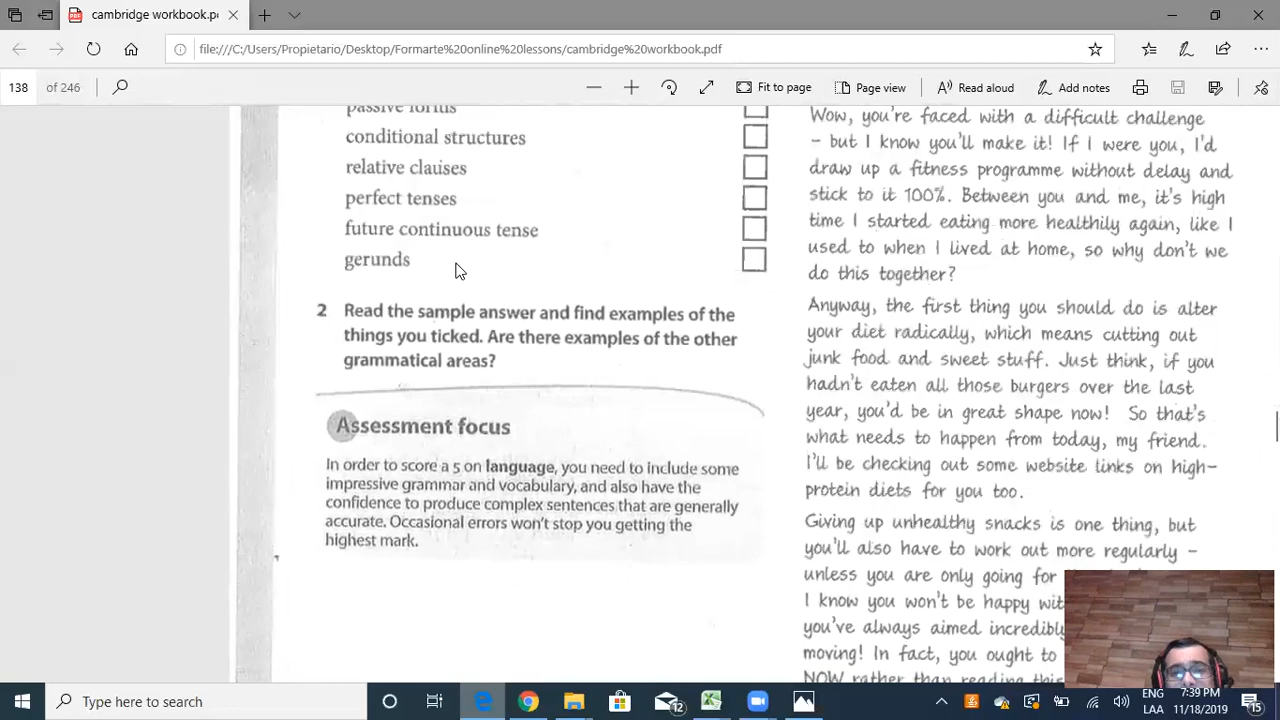 cambridge workbook.pd
file:///C:/Users/Propietario/Desktop/Formarte%20online%20lessons/cambridge%20workbook.pdf
138 of 246
Fit to page
Page view
Read aloud
Add notes
passive forms
conditional structures
relative clauses
perfect tenses
future continuous tense
gerunds
2 Read the sample answer and find examples of the
things you ticked. Are there examples of the other
grammatical areas?
Assessment focus
In order to score a 5 on language, you need to include some
impressive grammar and vocabulary, and also have the
confidence to produce complex sentences that are generally
accurate. Occasional errors won't stop you getting the
highest mark.
Wow, you're faced with a difficult challenge
– but I know you'll make it! If I were you, I'd
draw up a fitness programme without delay and
stick to it 100%. Between you and me, it's high
time I started eating more healthily again, like I
used to when I lived at home, so why don't we
do this together?
Anyway, the first thing you should do is alter
your diet radically, which means cutting out
junk food and sweet stuff. Just think, if you
hadn't eaten all those burgers over the last
year, you'd be in great shape now! So that's
what needs to happen from today, my friend.
I'll be checking out some website links on high-
protein diets for you too.
Giving up unhealthy snacks is one thing, but
you'll also have to work out more regularly –
unless you are only going for
I know you won't be happy wit
you've always aimed incredibly
moving! In fact, you ought to
NOW rather than reading this
Type here to search
12
ENG
LAA
7:39 PM
11/18/2019
15